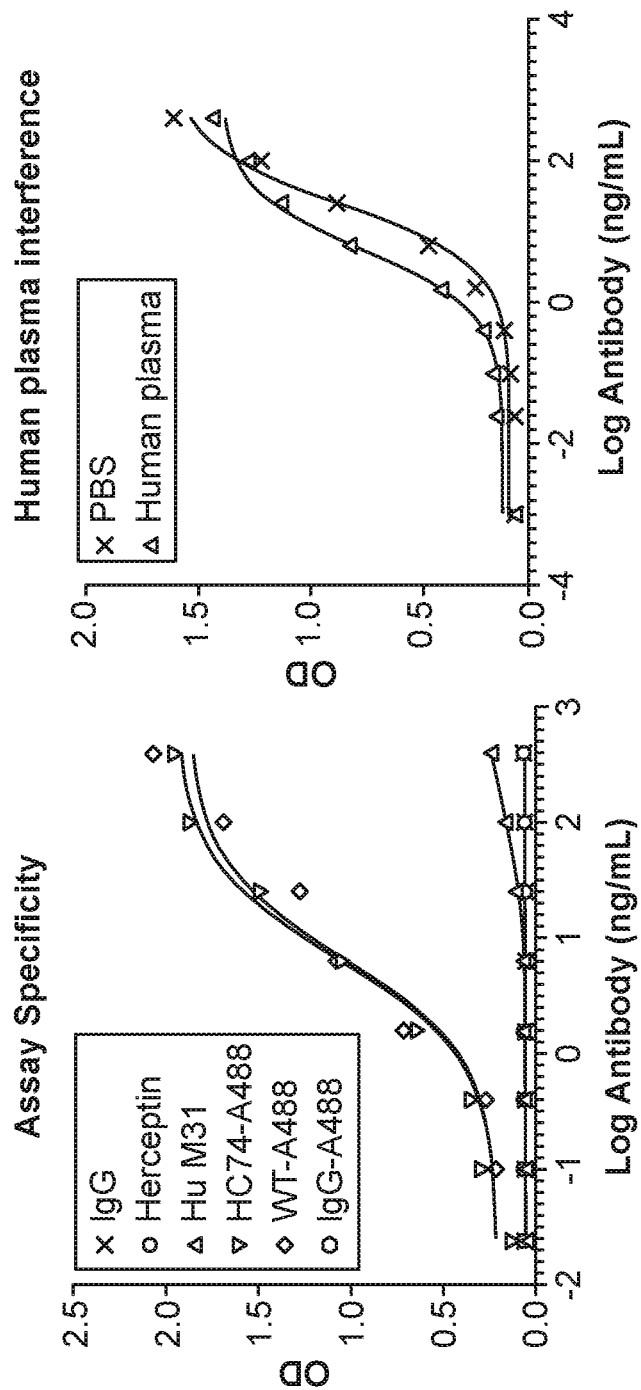 Assay Specificity
IgG
Herceptin
Hu M31
HC74-A488
WT-A488
IgG-A488
OD
2.5
2.0
1.5
1.0
0.5
0.0
-2
-1
0
1
2
3
Log Antibody (ng/mL)
Human plasma interference
PBS
Human plasma
OD
2.0
1.5
1.0
0.5
0.0
-4
-2
0
2
4
Log Antibody (ng/mL)